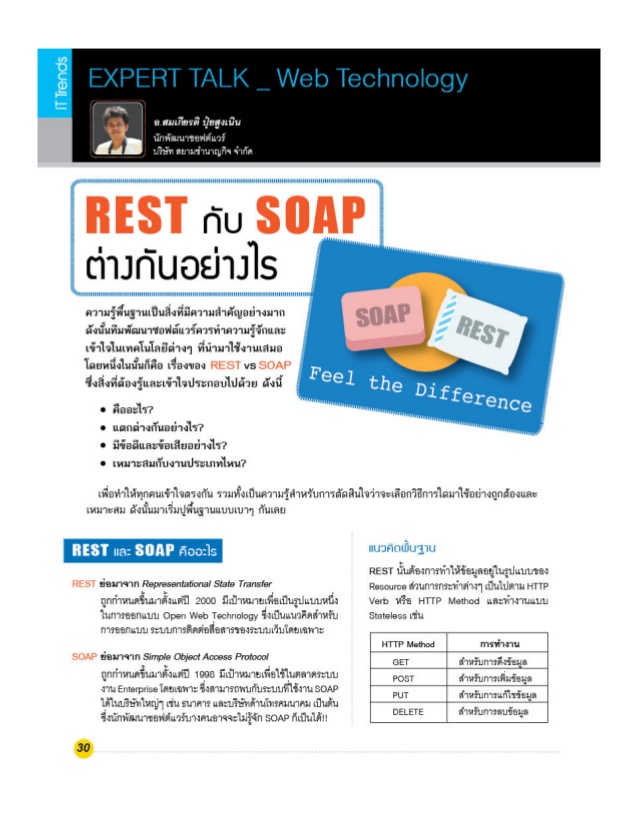 IT Trends
EXPERT TALK _ Web Technology
อ.สมเกียรติ ปุ๋ยสูงเนิน
นักพัฒนาซอฟต์แวร์
บริษัท สยามชำนาญกิจ จำกัด
REST กับ SOAP
ต่างกันอย่างไร
SOAP
REST
Feel the Difference
ความรู้พื้นฐานเป็นสิ่งที่มีความสำคัญอย่างมาก
ดังนั้นทีมพัฒนาซอฟต์แวร์ควรทำความรู้จักและ
เข้าใจในเทคโนโลยีต่างๆ ที่นำมาใช้งานเสมอ
โดยหนึ่งในนั้นก็คือ เรื่องของ REST vs SOAP
ซึ่งสิ่งที่ต้องรู้และเข้าใจประกอบไปด้วย ดังนี้
• คืออะไร?
• แตกต่างกันอย่างไร?
• มีข้อดีและข้อเสียอย่างไร?
• เหมาะสมกับงานประเภทไหน?
เพื่อทำให้ทุกคนเข้าใจตรงกัน รวมทั้งเป็นความรู้สำหรับการตัดสินใจว่าจะเลือกวิธีการใดมาใช้อย่างถูกต้องและ
เหมาะสม ดังนั้นมาเริ่มปูพื้นฐานแบบเบาๆ กันเลย
REST และ SOAP คืออะไร
REST ย่อมาจาก Representational State Transfer
ถูกกำหนดขึ้นมาตั้งแต่ปี 2000 มีเป้าหมายเพื่อเป็นรูปแบบหนึ่ง
ในการออกแบบ Open Web Technology ซึ่งเป็นแนวคิดสำหรับ
การออกแบบ ระบบการติดต่อสื่อสารของระบบเว็บโดยเฉพาะ
SOAP ย่อมาจาก Simple Object Access Protocol
ถูกกำหนดขึ้นมาตั้งแต่ปี 1998 มีเป้าหมายเพื่อใช้ในตลาดระบบ
งาน Enterprise โดยเฉพาะ ซึ่งสามารถพบกับระบบที่ใช้งาน SOAP
ได้ในบริษัทใหญ่ๆ เช่น ธนาคาร และบริษัทด้านโทรคมนาคม เป็นต้น
ซึ่งนักพัฒนาซอฟต์แวร์บางคนอาจจะไม่รู้จัก SOAP ก็เป็นได้!!
แนวคิดพื้นฐาน
REST นั้นต้องการทำให้ข้อมูลอยู่ในรูปแบบของ
Resource ส่วนการกระทำต่างๆ เป็นไปตาม HTTP
Verb หรือ HTTP Method และทำงานแบบ
Stateless เช่น
HTTP Method การทำงาน
GET สำหรับการดึงข้อมูล
POST สำหรับการเพิ่มข้อมูล
PUT สำหรับการแก้ไขข้อมูล
DELETE สำหรับการลบข้อมูล
30